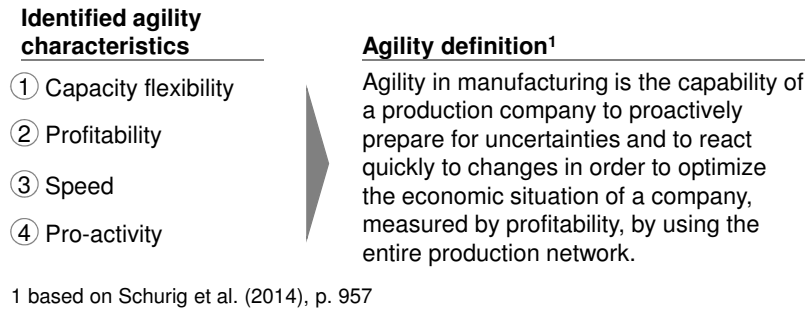 Identified agility
characteristics
① Capacity flexibility
② Profitability
③ Speed
④ Pro-activity
Agility definition¹
Agility in manufacturing is the capability of
a production company to proactively
prepare for uncertainties and to react
quickly to changes in order to optimize
the economic situation of a company,
measured by profitability, by using the
entire production network.
1 based on Schurig et al. (2014), p. 957